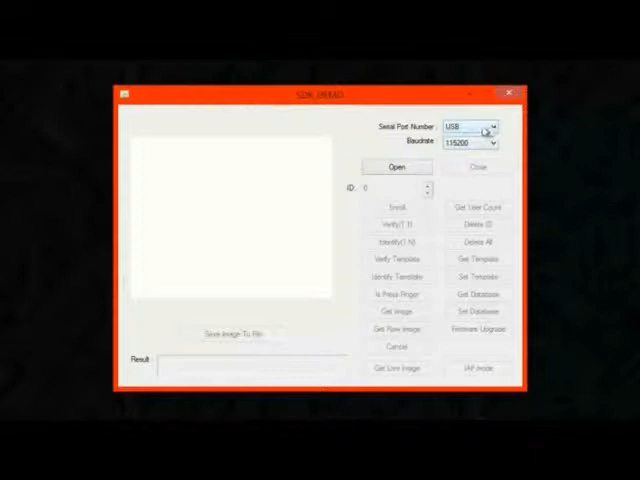 SDK_DEMO
Serial Port Number : USB
Baudrate : 115200
Open Close
ID: 0
Enroll Get User Count
Verify(1:1) Delete ID
Identify(1:N) Delete All
Verify Template Get Template
Identify Template Set Template
Is Press Finger Get Database
Get Image Set Database
Save Image To File Get Raw Image Firmware Upgrade
Cancel
Result : Get Live Image IAP mode